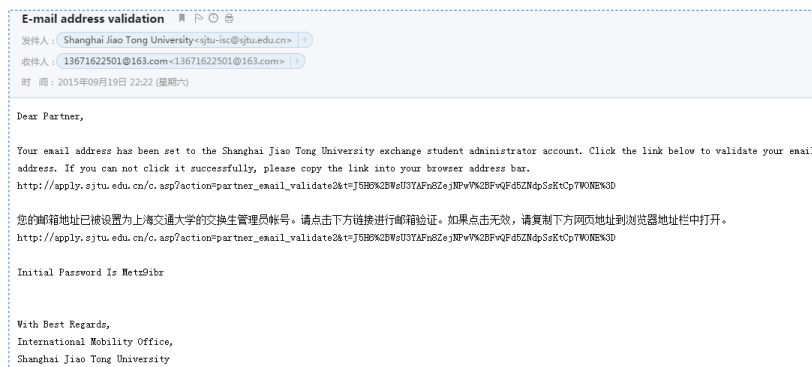 E-mail address validation
发件人：Shanghai Jiao Tong University<sjtu-isc@sjtu.edu.cn> +
收件人：13671622501@163.com<13671622501@163.com> +
时 间：2015年09月19日 22:22 (星期六)
Dear Partner,
Your email address has been set to the Shanghai Jiao Tong University exchange student administrator account. Click the link below to validate your email
address. If you can not click it successfully, please copy the link into your browser address bar.
http://apply.sjtu.edu.cn/c.asp?action=partner_email_validate2&t=J5H6%2BWsU3YAFn8ZejNPwV%2BFvQFd5ZNdpSsKtCp7WONE%3D
您的邮箱地址已被设置为上海交通大学的交换生管理员帐号。请点击下方链接进行邮箱验证。如果点击无效，请复制下方网页地址到浏览器地址栏中打开。
http://apply.sjtu.edu.cn/c.asp?action=partner_email_validate2&t=J5H6%2BWsU3YAFn8ZejNPwV%2BFvQFd5ZNdpSsKtCp7WONE%3D
Initial Password Is Metz9ibr
With Best Regards,
International Mobility Office,
Shanghai Jiao Tong University